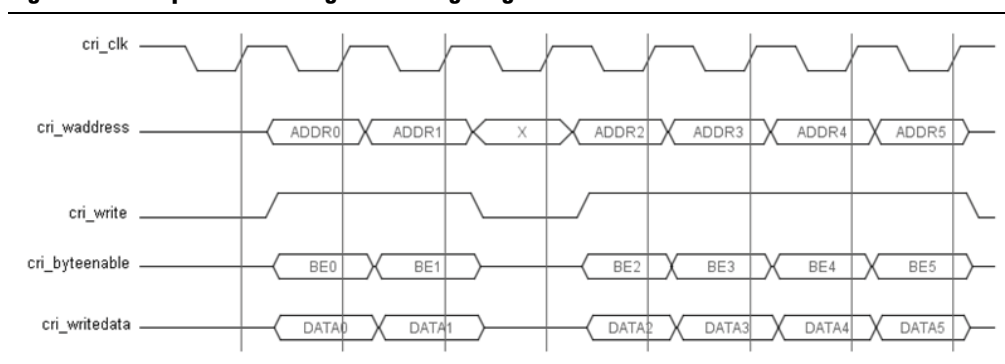 cri_clk
cri_waddress ADDR0 ADDR1 X ADDR2 ADDR3 ADDR4 ADDR5
cri_write
cri_byteenable BE0 BE1 BE2 BE3 BE4 BE5
cri_writedata DATA0 DATA1 DATA2 DATA3 DATA4 DATA5